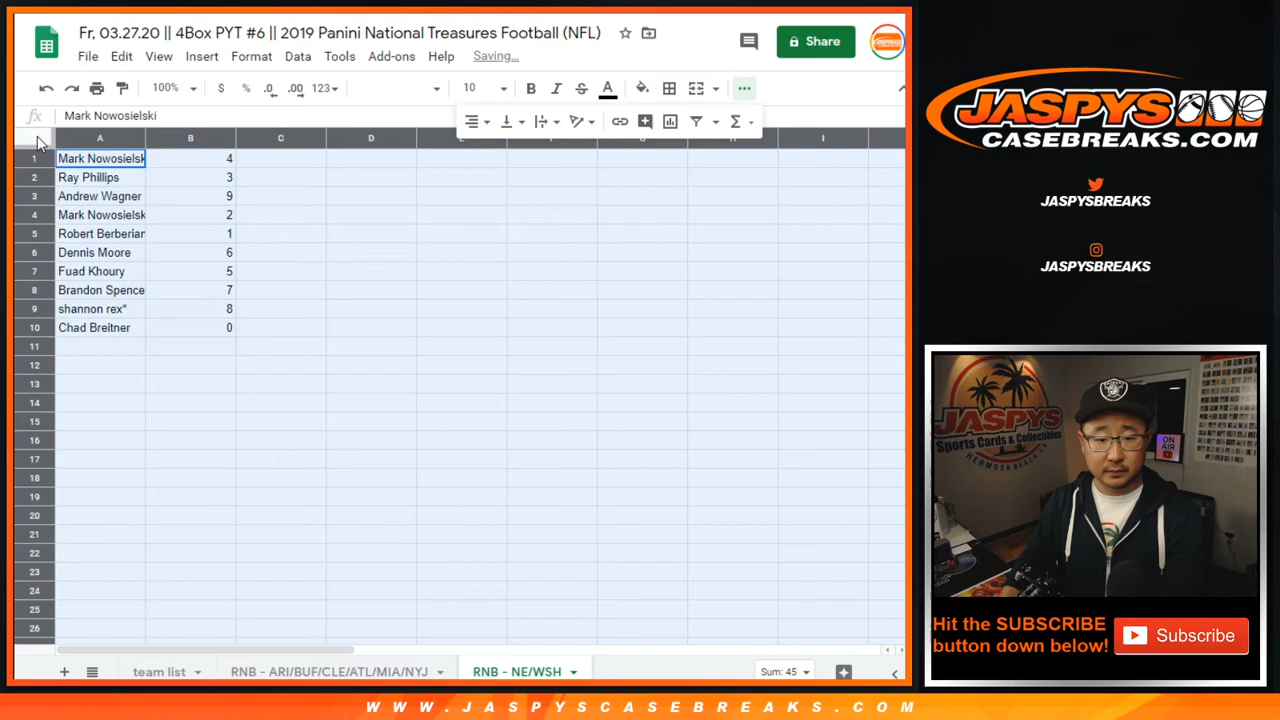 Fr, 03.27.20 || 4Box PYT #6 || 2019 Panini National Treasures Football (NFL)
File Edit View Insert Format Data Tools Add-ons Help Saving...
Share
100% $ % .0 .00 123 10 B I S A
fx Mark Nowosielski
A B C D E I
1 Mark Nowosielsk 4
2 Ray Phillips 3
3 Andrew Wagner 9
4 Mark Nowosielsk 2
5 Robert Berberian 1
6 Dennis Moore 6
7 Fuad Khoury 5
8 Brandon Spence 7
9 shannon rex* 8
10 Chad Breitner 0
11
12
13
14
15
16
17
18
19
20
21
22
23
24
25
26
team list RNB - ARI/BUF/CLE/ATL/MIA/NYJ RNB - NE/WSH Sum: 45
JASPYS
CASEBREAKS.COM
JASPYSBREAKS
JASPYSBREAKS
JASPYS
Sports Cards & Collectibles
HERMOSA BEACH, CA
ON AIR
RAIDERS
Hit the SUBSCRIBE
button down below!
Subscribe
WWW.JASPYSCASEBREAKS.COM